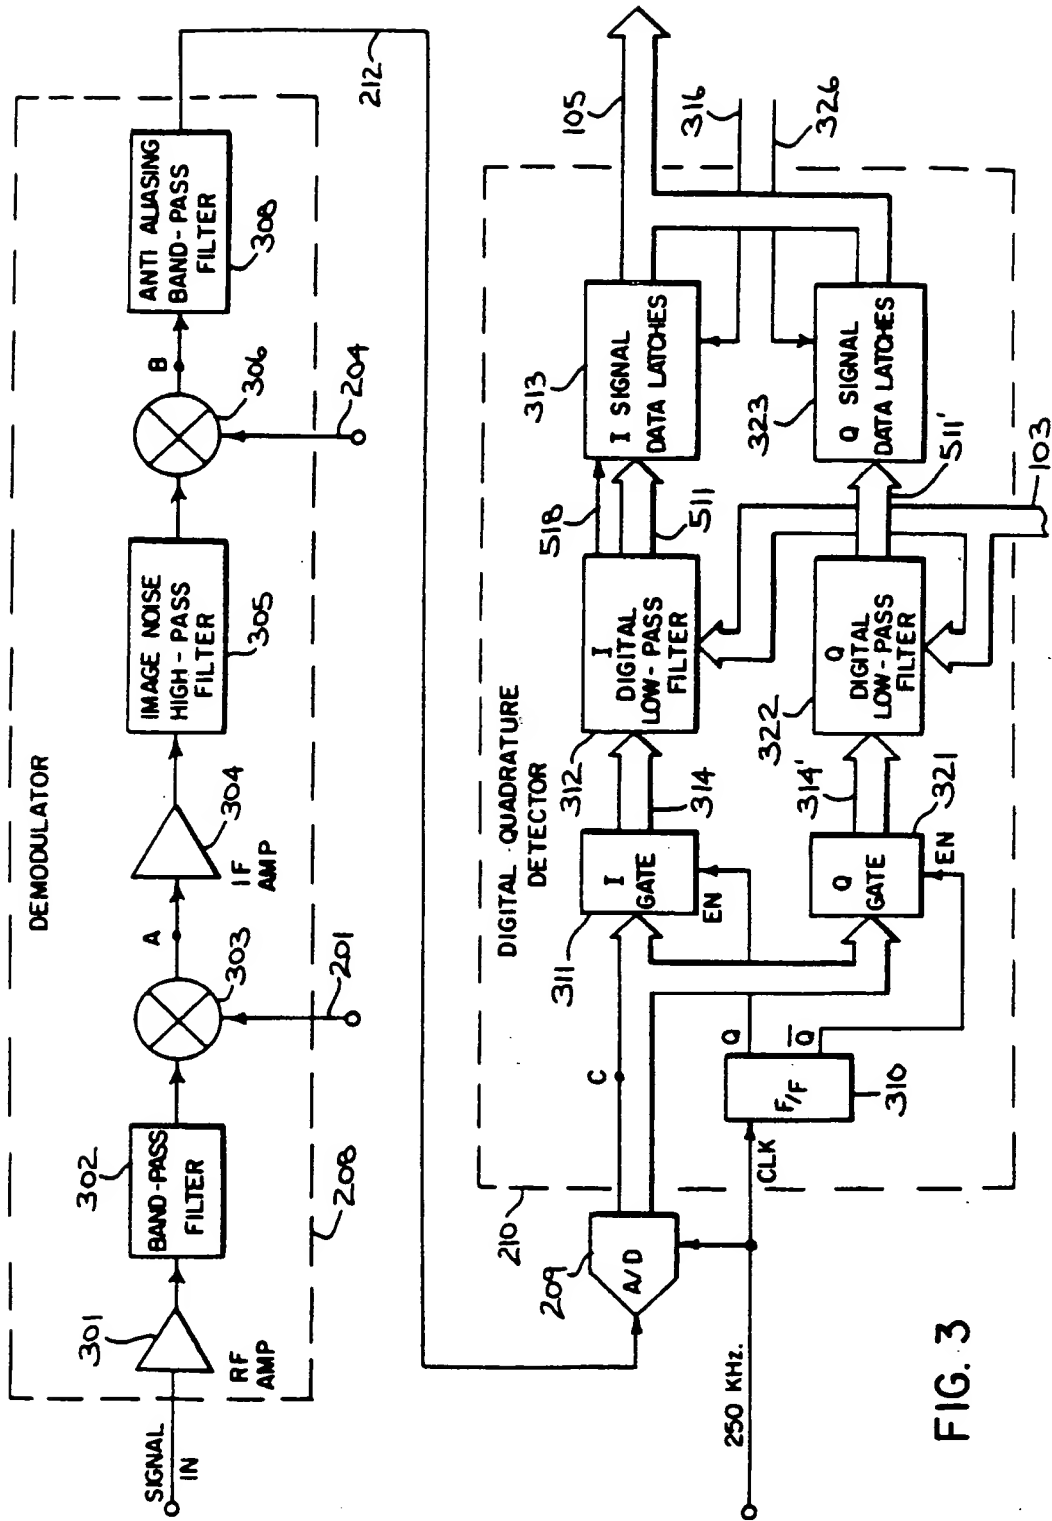 DEMODULATOR
SIGNAL
IN
301
RF
AMP
302
BAND-PASS
FILTER
208
303
201
A
304
IF
AMP
IMAGE NOISE
HIGH-PASS
FILTER
305
306
204
B
ANTI ALIASING
BAND-PASS
FILTER
308
212
DIGITAL QUADRATURE
DETECTOR
210
209
A/D
250 KHz.
CLK
F/F
310
Q
Q̅
C
311
I
GATE
EN
314
Q
GATE
EN
321
314'
312
I
DIGITAL
LOW-PASS
FILTER
322
Q
DIGITAL
LOW-PASS
FILTER
518
511
511'
103
313
I SIGNAL
DATA LATCHES
323
Q SIGNAL
DATA LATCHES
105
316
326
FIG. 3